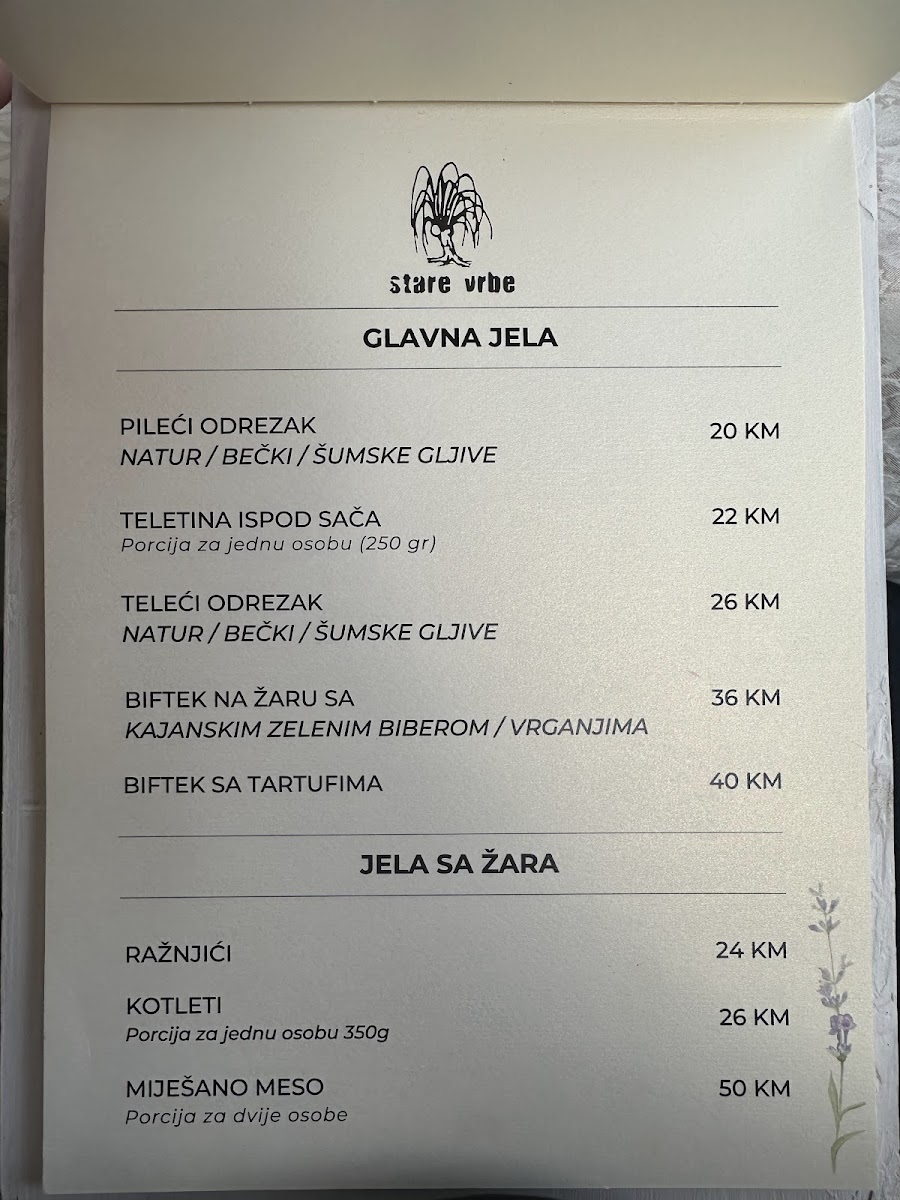 stare vrbe
GLAVNA JELA
PILEĆI ODREZAK 20 KM
NATUR / BEČKI / ŠUMSKE GLJIVE
TELETINA ISPOD SAČA 22 KM
Porcija za jednu osobu (250 gr)
TELEĆI ODREZAK 26 KM
NATUR / BEČKI / ŠUMSKE GLJIVE
BIFTEK NA ŽARU SA 36 KM
KAJANSKIM ZELENIM BIBEROM / VRGANJIMA
BIFTEK SA TARTUFIMA 40 KM
JELA SA ŽARA
RAŽNJIĆI 24 KM
KOTLETI 26 KM
Porcija za jednu osobu 350g
MIJEŠANO MESO 50 KM
Porcija za dvije osobe